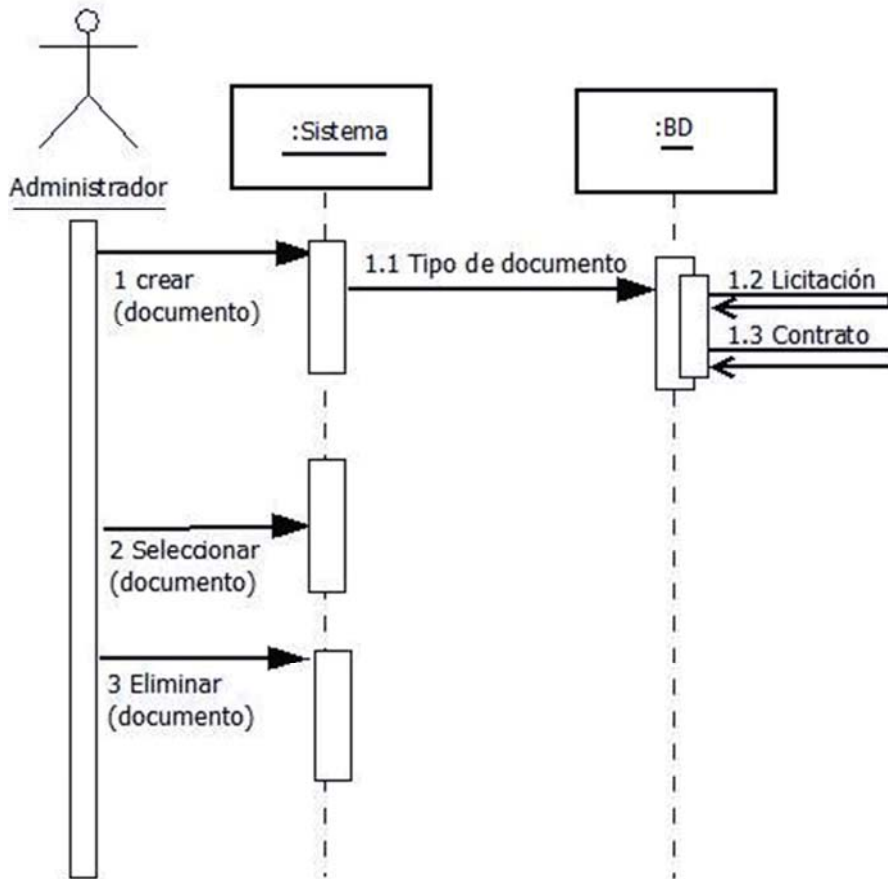 Administrador
:Sistema
:BD
1 crear
(documento)
1.1 Tipo de documento
1.2 Licitación
1.3 Contrato
2 Seleccionar
(documento)
3 Eliminar
(documento)